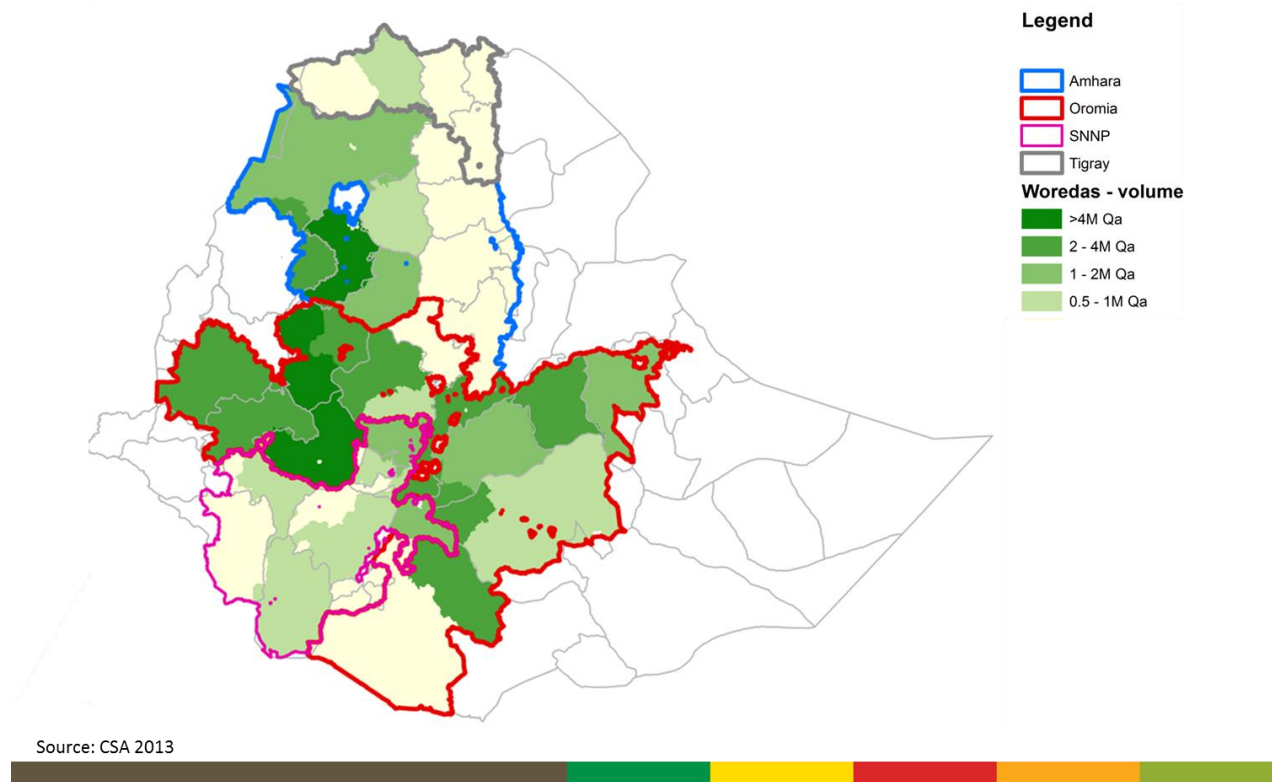 Legend
Amhara
Oromia
SNNP
Tigray
Woredas - volume
>4M Qa
2 - 4M Qa
1 - 2M Qa
0.5 - 1M Qa
Source: CSA 2013